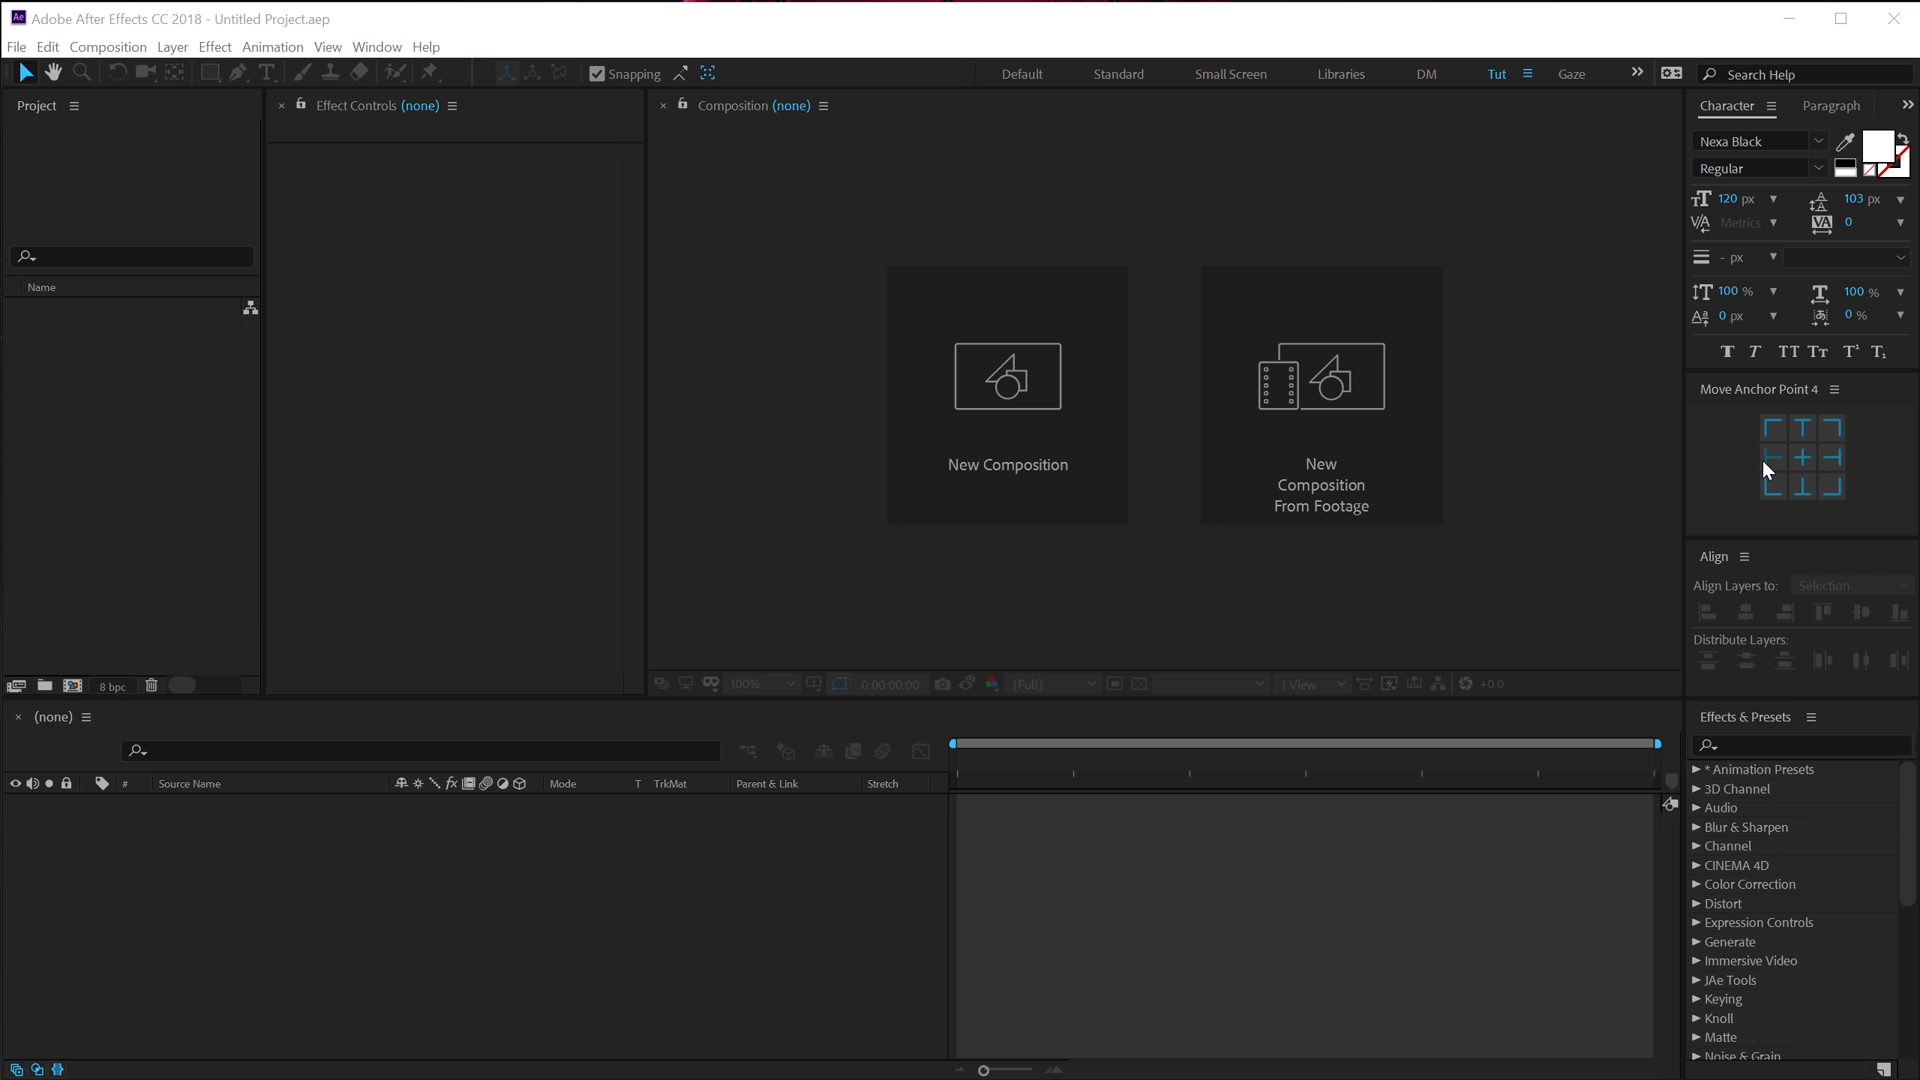 Adobe After Effects CC 2018 - Untitled Project.aep
File Edit Composition Layer Effect Animation View Window Help
Snapping Default Standard Small Screen Libraries DM Tut Gaze Search Help
Project
Effect Controls (none)
Composition (none)
Character Paragraph
Nexa Black
Regular
120 px 103 px
Metrics 0
- px
100 % 100 %
0 px 0 %
Move Anchor Point 4
Name
New Composition
New
Composition
From Footage
Align
Align Layers to: Selection
Distribute Layers:
8 bpc
100% 0:00:00:00 (Full) 1 View +0.0
(none)
# Source Name Mode T TrkMat Parent & Link Stretch
Effects & Presets
* Animation Presets
3D Channel
Audio
Blur & Sharpen
Channel
CINEMA 4D
Color Correction
Distort
Expression Controls
Generate
Immersive Video
JAe Tools
Keying
Knoll
Matte
Noise & Grain